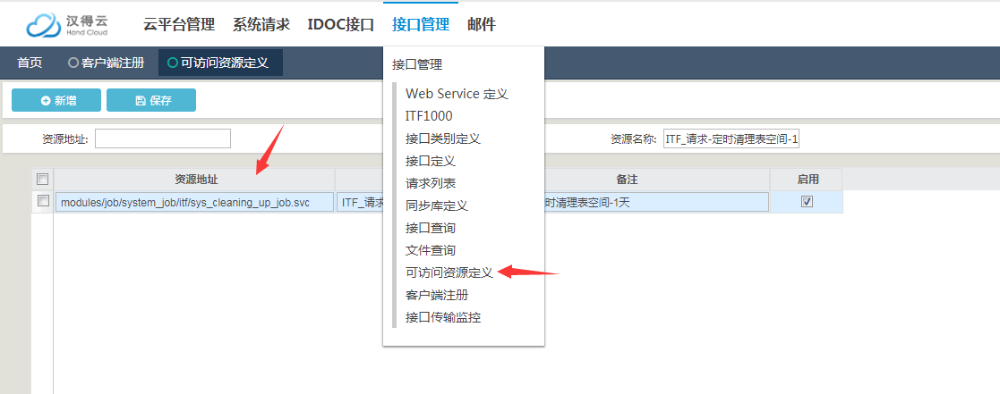 汉得云
Hand Cloud
云平台管理 系统请求 IDOC接口 接口管理 邮件
首页 客户端注册 可访问资源定义
接口管理
Web Service 定义
ITF1000
接口类别定义
接口定义
请求列表
同步库定义
接口查询
文件查询
可访问资源定义
客户端注册
接口传输监控
新增 保存
资源地址: 资源名称: ITF_请求-定时清理表空间-1
资源地址 备注 启用
modules/job/system_job/itf/sys_cleaning_up_job.svc ITF_请求 时清理表空间-1天